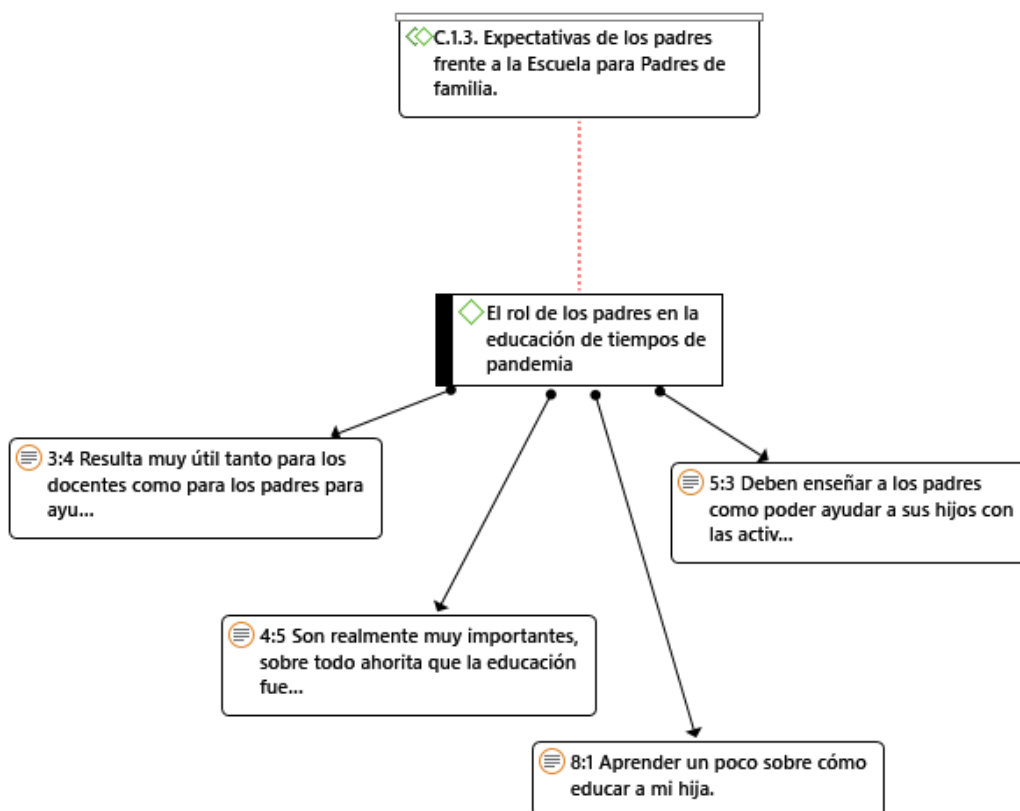 C.1.3. Expectativas de los padres
frente a la Escuela para Padres de
familia.
El rol de los padres en la
educación de tiempos de
pandemia
3:4 Resulta muy útil tanto para los
docentes como para los padres para
ayu...
5:3 Deben enseñar a los padres
como poder ayudar a sus hijos con
las activ...
4:5 Son realmente muy importantes,
sobre todo ahorita que la educación
fue...
8:1 Aprender un poco sobre cómo
educar a mi hija.